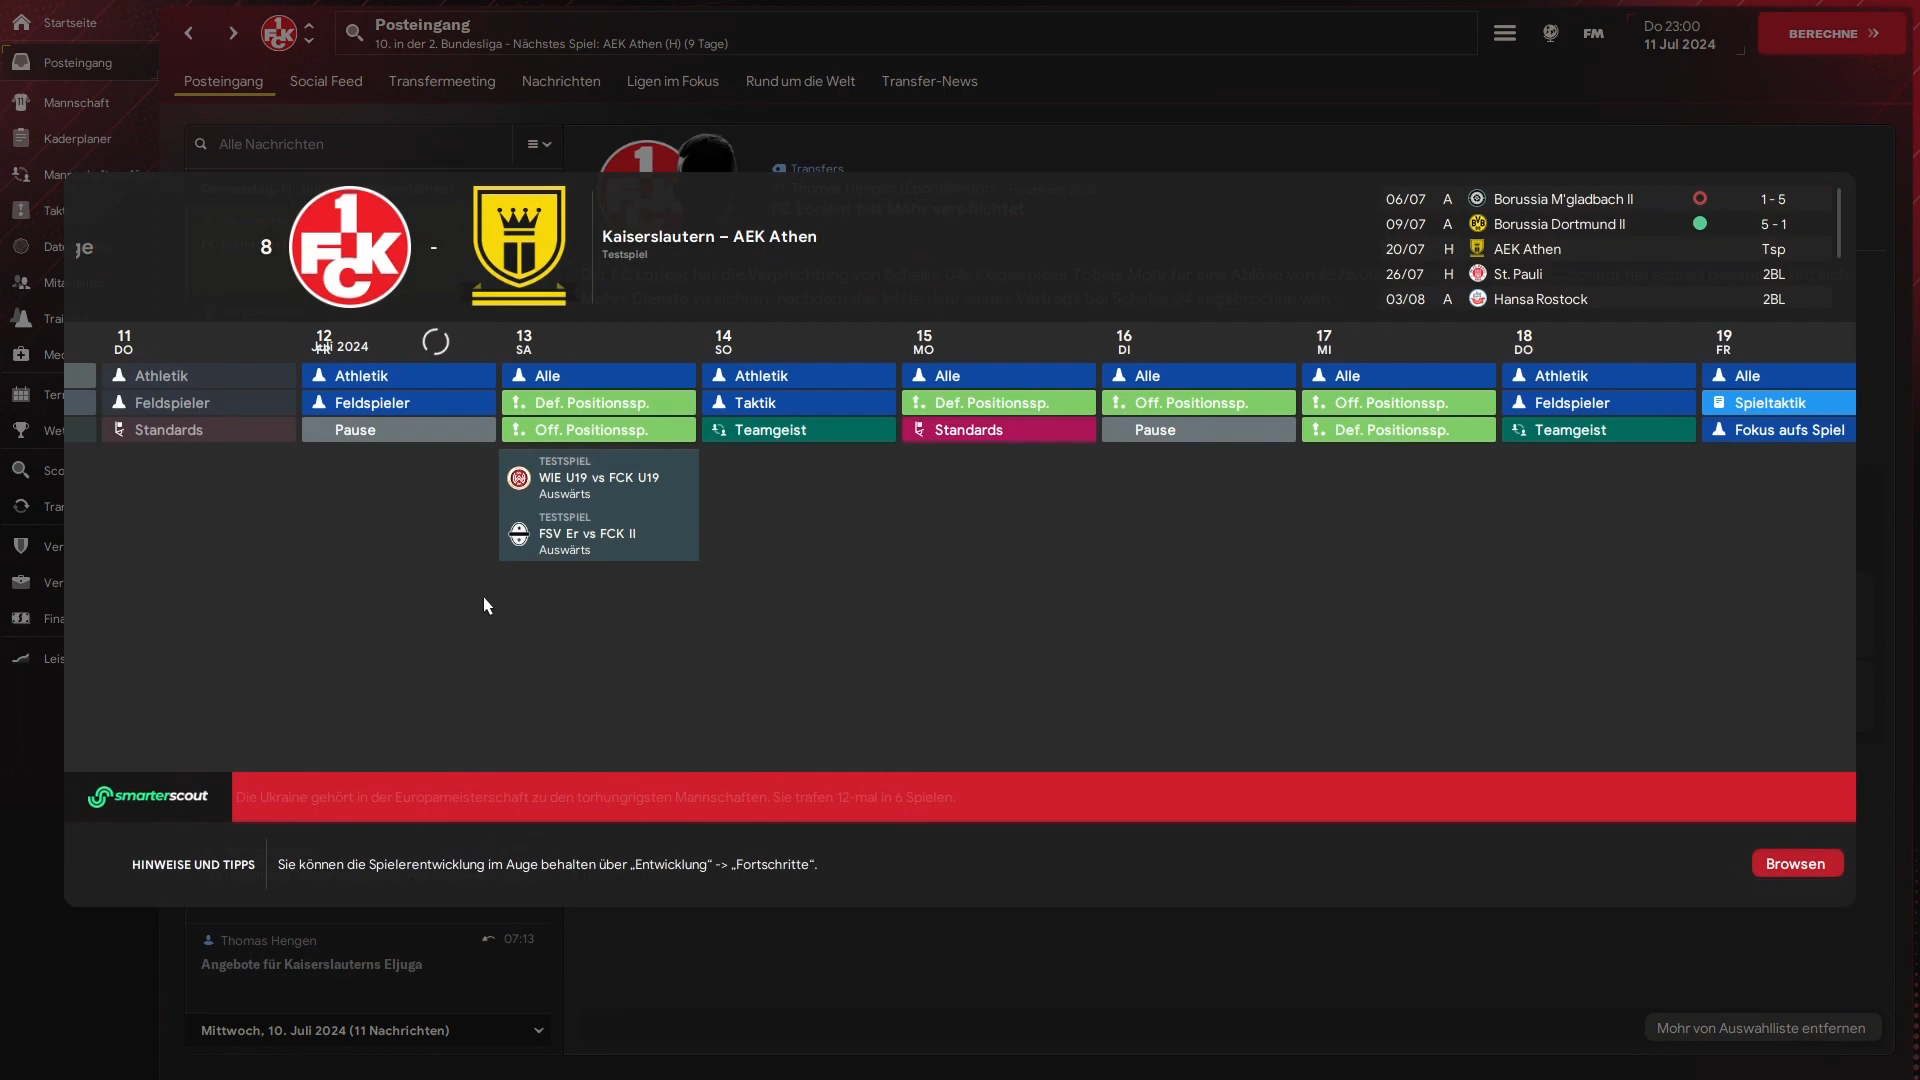 Startseite
Posteingang
Mannschaft
Kaderplaner
Posteingang
10. in der 2. Bundesliga - Nächstes Spiel: AEK Athen (H) (9 Tage)
FM
Do 23:00
11 Jul 2024
BERECHNE
Posteingang Social Feed Transfermeeting Nachrichten Ligen im Fokus Rund um die Welt Transfer-News
Alle Nachrichten
Transfers
FC Lorient hat Mohr verpflichtet
ge
8
-
Kaiserslautern – AEK Athen
Testspiel
06/07 A Borussia M'gladbach II 1 - 5
09/07 A Borussia Dortmund II 5 - 1
20/07 H AEK Athen Tsp
26/07 H St. Pauli 2BL
03/08 A Hansa Rostock 2BL
11 12 13 14 15 16 17 18 19
DO FR SA SO MO DI MI DO FR
Juli 2024
Athletik Athletik Alle Athletik Alle Alle Alle Athletik Alle
Feldspieler Feldspieler Def. Positionssp. Taktik Def. Positionssp. Off. Positionssp. Off. Positionssp. Feldspieler Spieltaktik
Standards Pause Off. Positionssp. Teamgeist Standards Pause Def. Positionssp. Teamgeist Fokus aufs Spiel
TESTSPIEL
WIE U19 vs FCK U19
Auswärts
TESTSPIEL
FSV Er vs FCK II
Auswärts
smarterscout
Die Ukraine gehört in der Europameisterschaft zu den torhungrigsten Mannschaften. Sie trafen 12-mal in 6 Spielen.
HINWEISE UND TIPPS
Sie können die Spielerentwicklung im Auge behalten über „Entwicklung“ -> „Fortschritte“.
Browsen
Thomas Hengen 07:13
Angebote für Kaiserslauterns Eljuga
Mittwoch, 10. Juli 2024 (11 Nachrichten)
Mohr von Auswahlliste entfernen